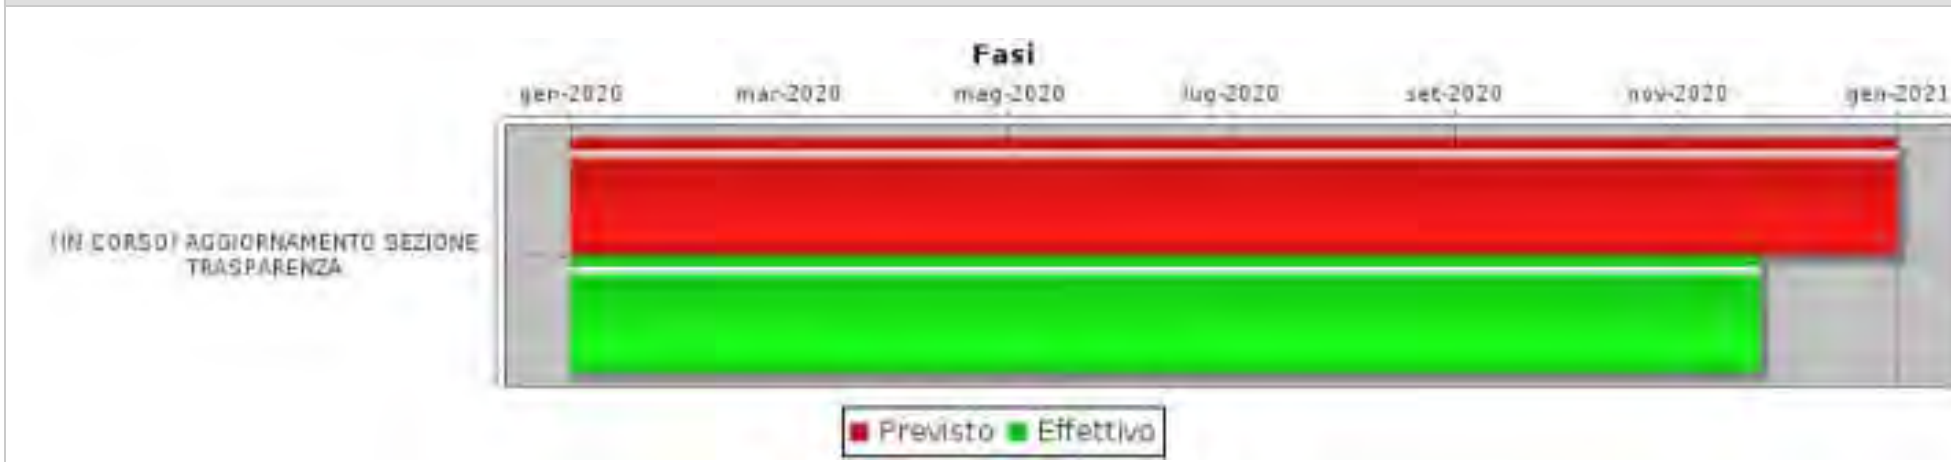 Fasi
gen-2020 mar-2020 mag-2020 lug-2020 set-2020 nov-2020 gen-2021
(IN CORSO) AGGIORNAMENTO SEZIONE
TRASPARENZA
Previsto Effettivo